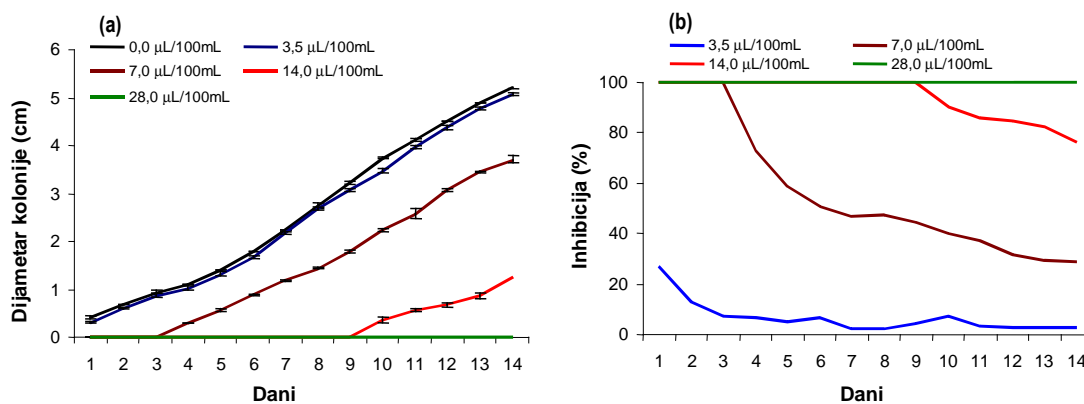 (a)
0,0 µL/100mL 3,5 µL/100mL
7,0 µL/100mL 14,0 µL/100mL
28,0 µL/100mL
Dijametar kolonije (cm)
6
5
4
3
2
1
0
1 2 3 4 5 6 7 8 9 10 11 12 13 14
Dani
(b)
3,5 µL/100mL 7,0 µL/100mL
14,0 µL/100mL 28,0 µL/100mL
Inhibicija (%)
100
80
60
40
20
0
1 2 3 4 5 6 7 8 9 10 11 12 13 14
Dani